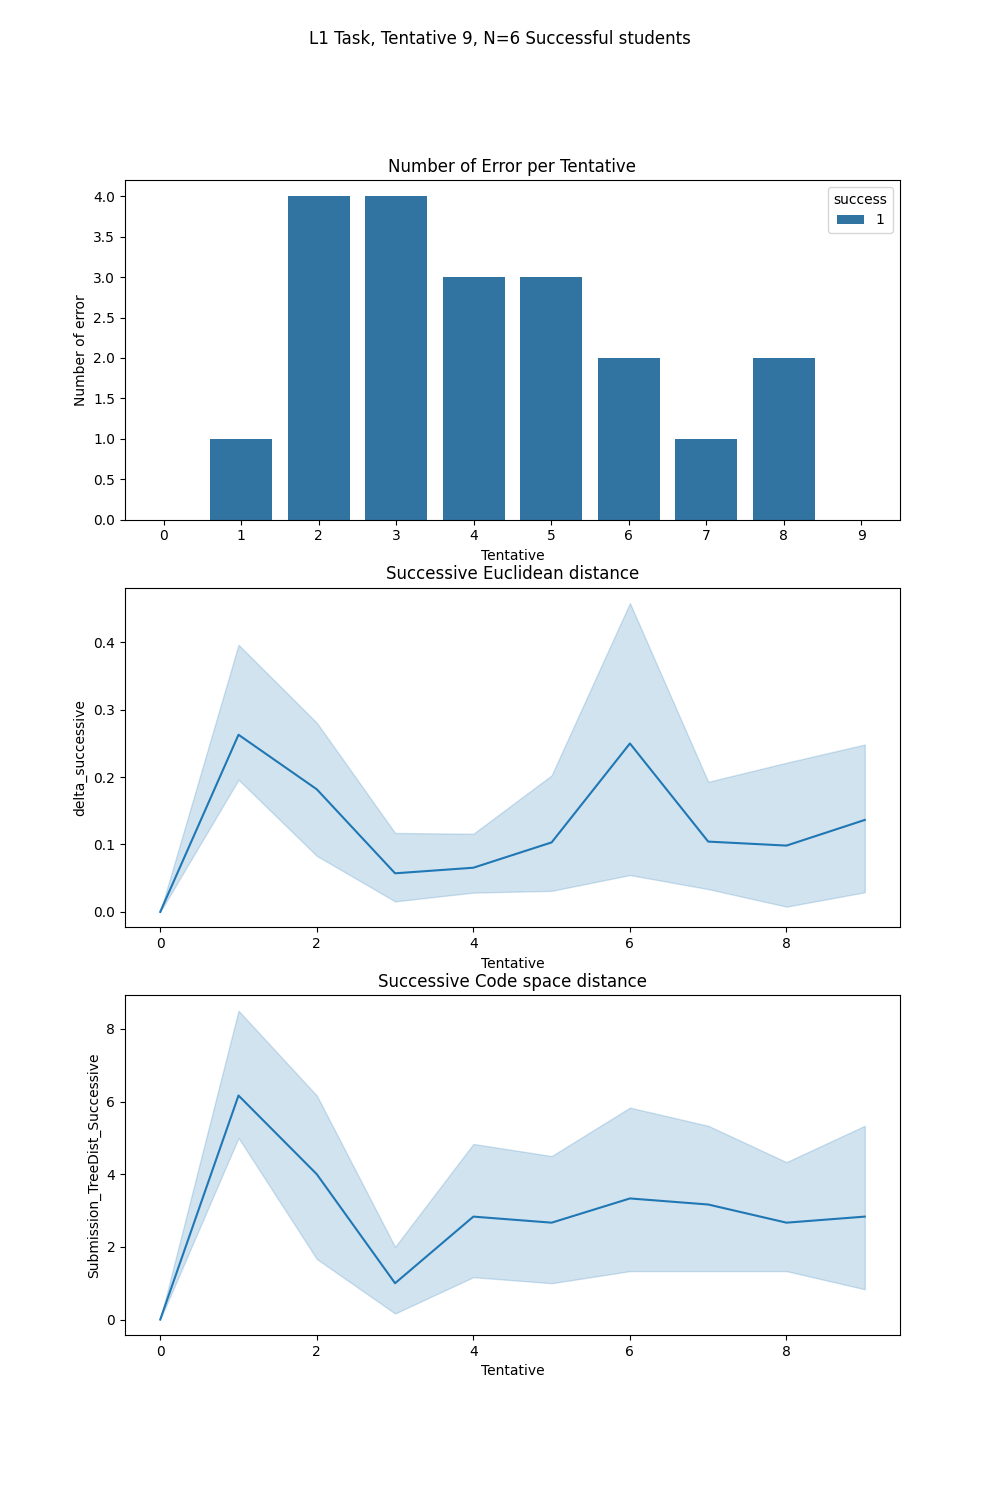 L1 Task, Tentative 9, N=6 Successful students
Number of Error per Tentative
4.0
3.5
3.0
2.5
2.0
1.5
1.0
0.5
0.0
Number of error
success
1
0 1 2 3 4 5 6 7 8 9
Tentative
Successive Euclidean distance
0.4
0.3
0.2
0.1
0.0
delta_successive
0 2 4 6 8
Tentative
Successive Code space distance
8
6
4
2
0
Submission_TreeDist_Successive
0 2 4 6 8
Tentative